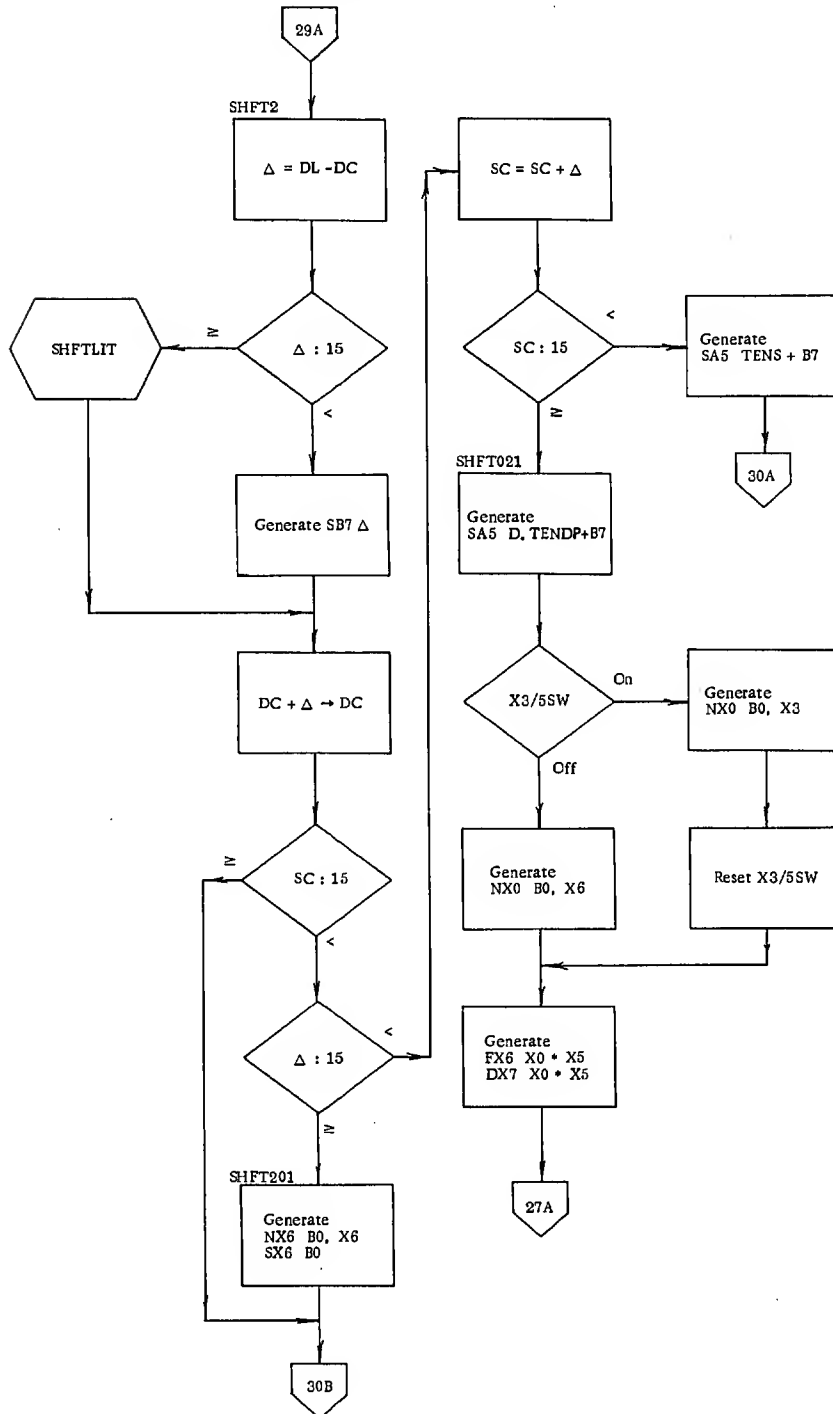 29A
SHFT2
Δ = DL - DC
Δ : 15
≥
<
SHFTLIT
Generate SB7 Δ
DC + Δ → DC
SC : 15
≥
<
Δ : 15
<
≥
SHFT201
Generate
NX6 B0, X6
SX6 B0
30B
SC = SC + Δ
SC : 15
<
≥
Generate
SA5 TENS + B7
30A
SHFT021
Generate
SA5 D. TENDP+B7
X3/5SW
On
Off
Generate
NX0 B0, X3
Reset X3/5SW
Generate
NX0 B0, X6
Generate
FX6 X0 * X5
DX7 X0 * X5
27A